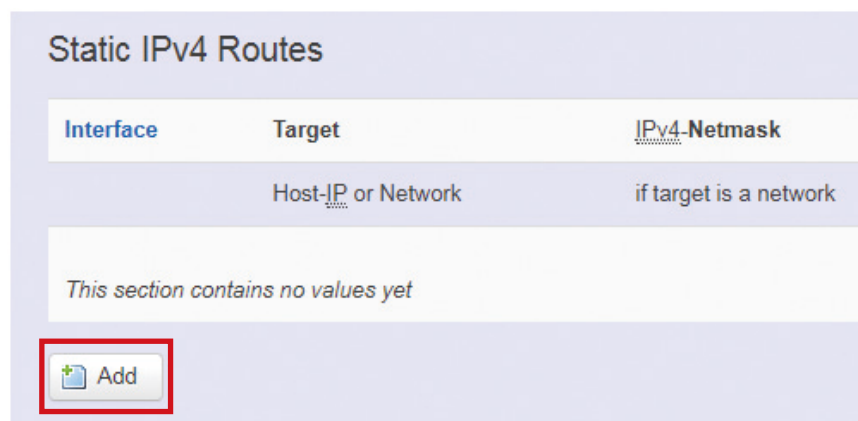 Static IPv4 Routes
Interface Target IPv4-Netmask
Host-IP or Network if target is a network
This section contains no values yet
Add